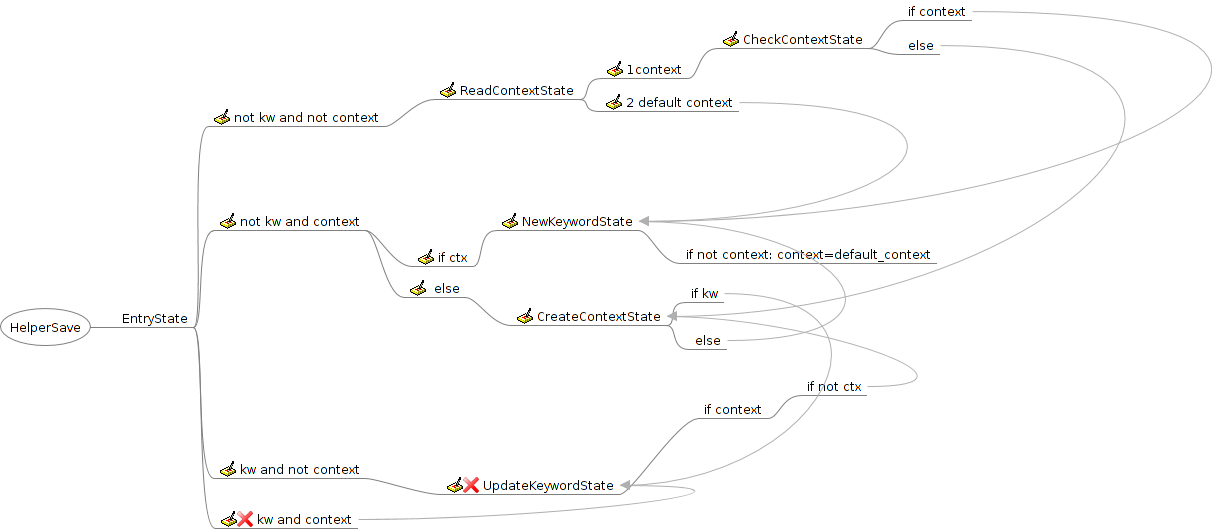 if context
CheckContextState
else
1context
ReadContextState
2 default context
not kw and not context
not kw and context
NewKeywordState
if ctx
if not context: context=default_context
else
if kw
CreateContextState
EntryState
HelperSave
else
if not ctx
if context
kw and not context
UpdateKeywordState
kw and context